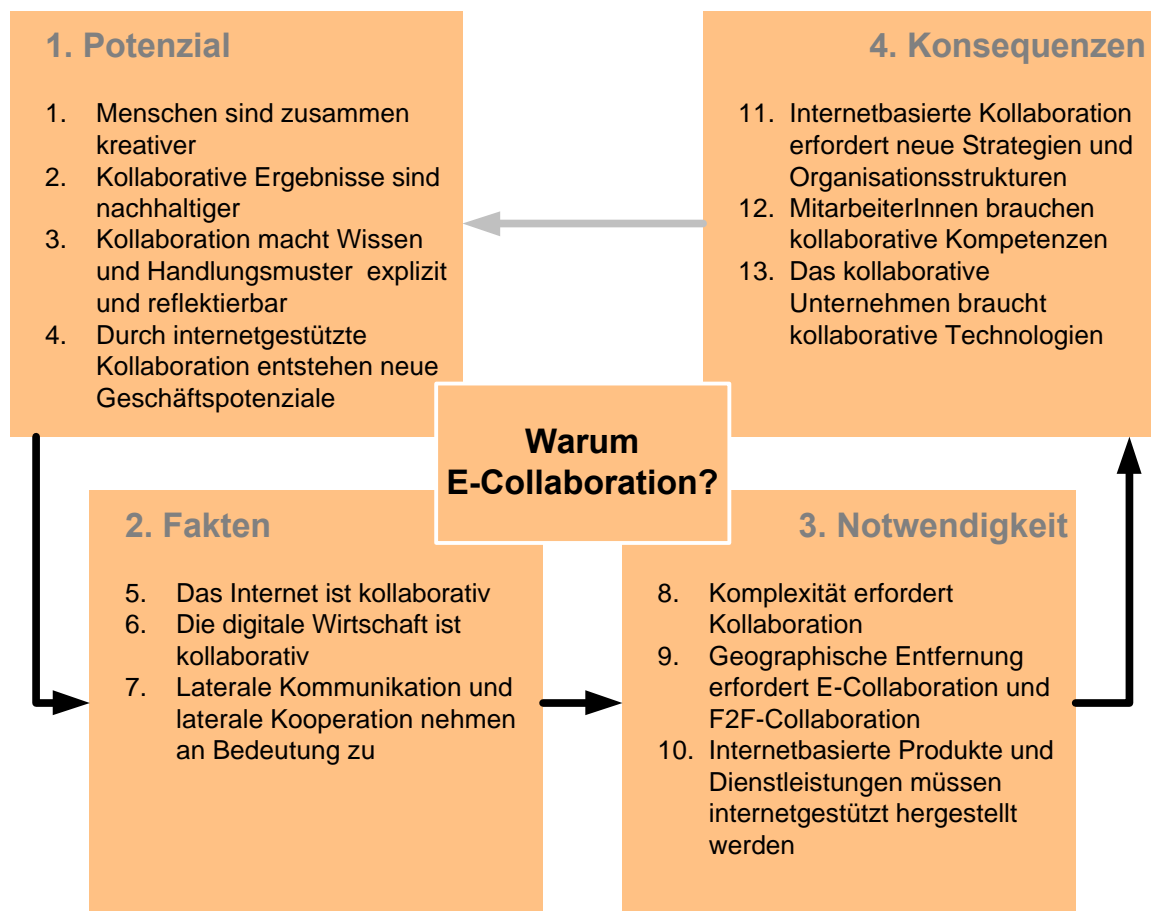 1. Potenzial
1. Menschen sind zusammen
kreativer
2. Kollaborative Ergebnisse sind
nachhaltiger
3. Kollaboration macht Wissen
und Handlungsmuster explizit
und reflektierbar
4. Durch internetgestützte
Kollaboration entstehen neue
Geschäftspotenziale
4. Konsequenzen
11. Internetbasierte Kollaboration
erfordert neue Strategien und
Organisationsstrukturen
12. MitarbeiterInnen brauchen
kollaborative Kompetenzen
13. Das kollaborative
Unternehmen braucht
kollaborative Technologien
Warum
E-Collaboration?
2. Fakten
5. Das Internet ist kollaborativ
6. Die digitale Wirtschaft ist
kollaborativ
7. Laterale Kommunikation und
laterale Kooperation nehmen
an Bedeutung zu
3. Notwendigkeit
8. Komplexität erfordert
Kollaboration
9. Geographische Entfernung
erfordert E-Collaboration und
F2F-Collaboration
10. Internetbasierte Produkte und
Dienstleistungen müssen
internetgestützt hergestellt
werden